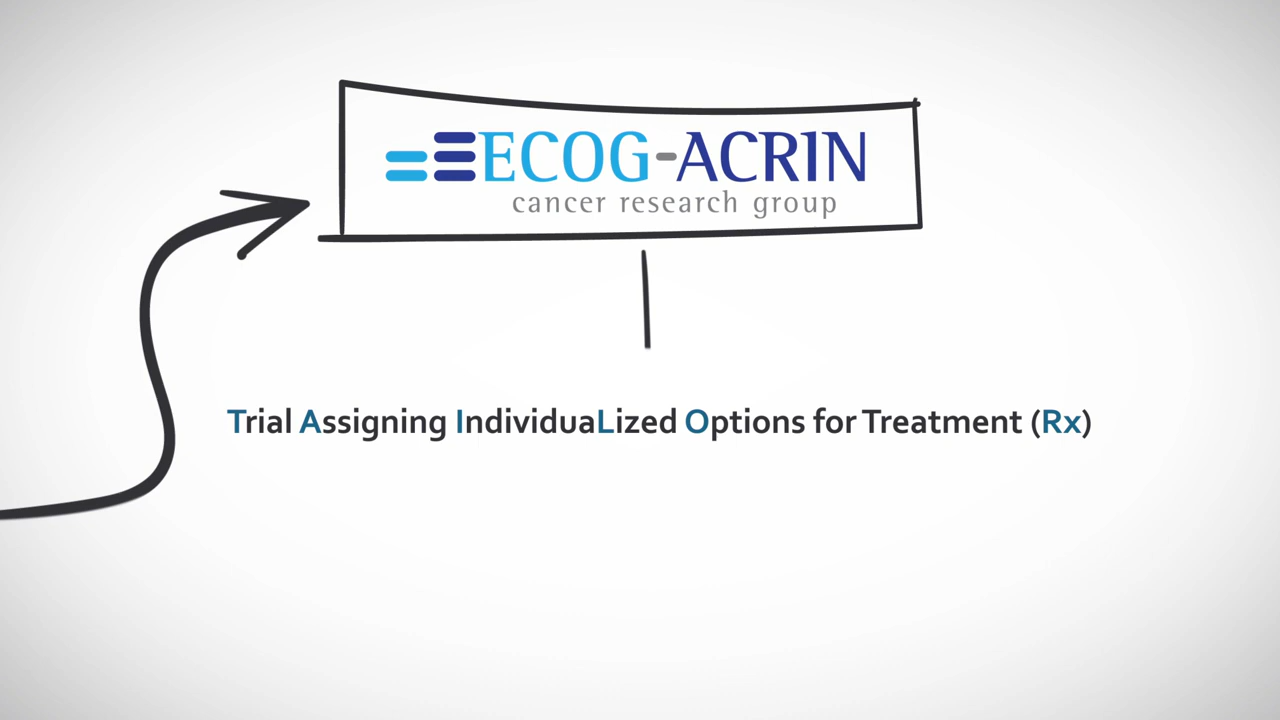 ECOG-ACRIN
cancer research group
Trial Assigning IndividuaLized Options for Treatment (Rx)